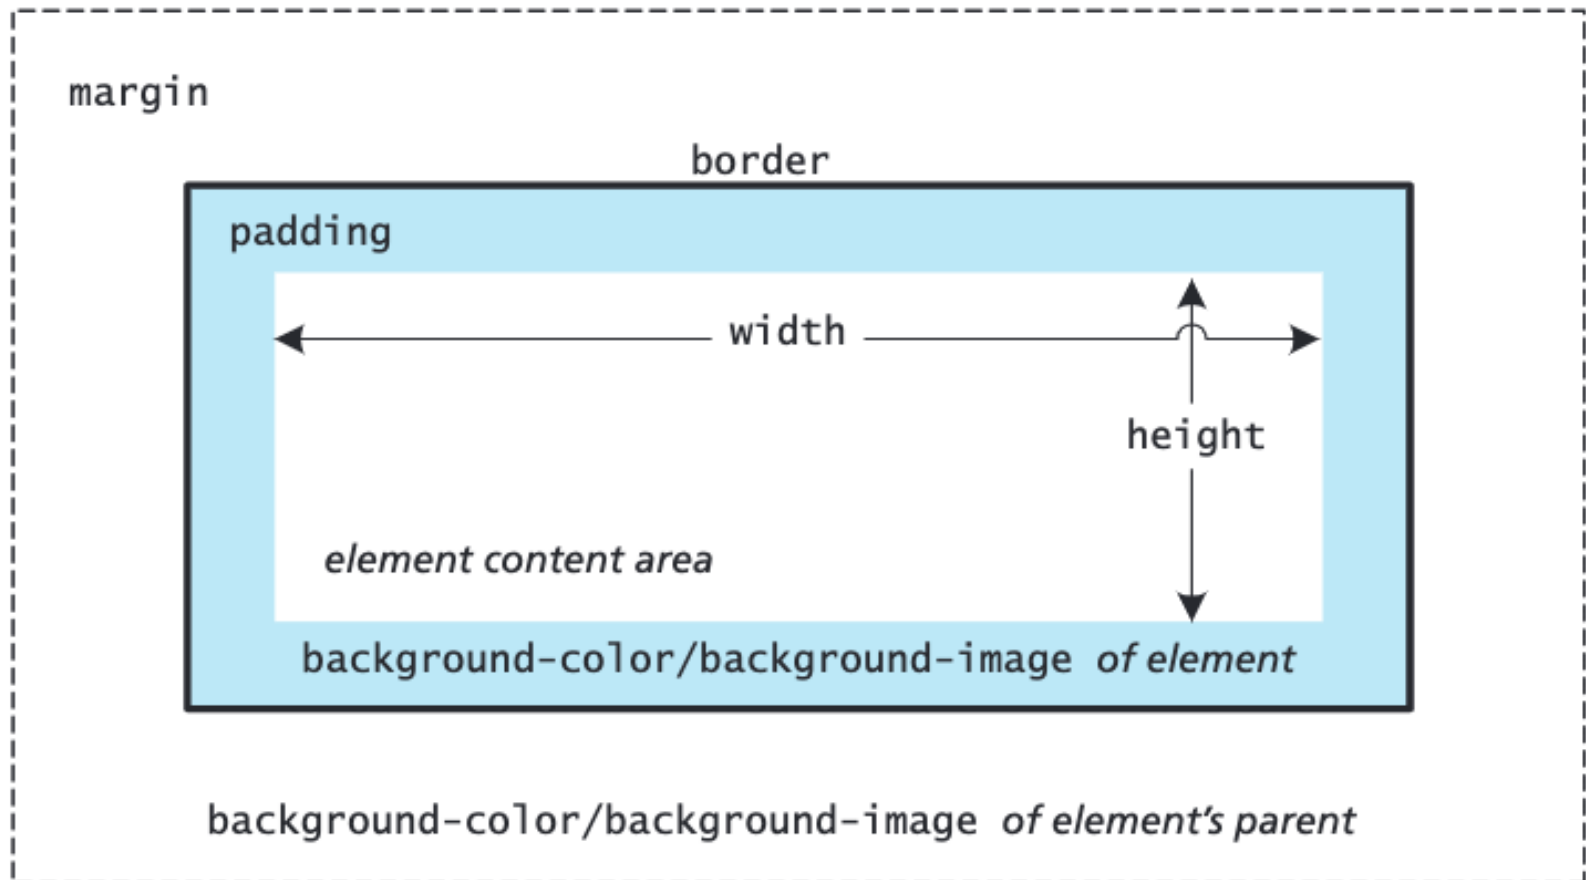 margin
border
padding
width
height
element content area
background-color/background-image of element
background-color/background-image of element’s parent